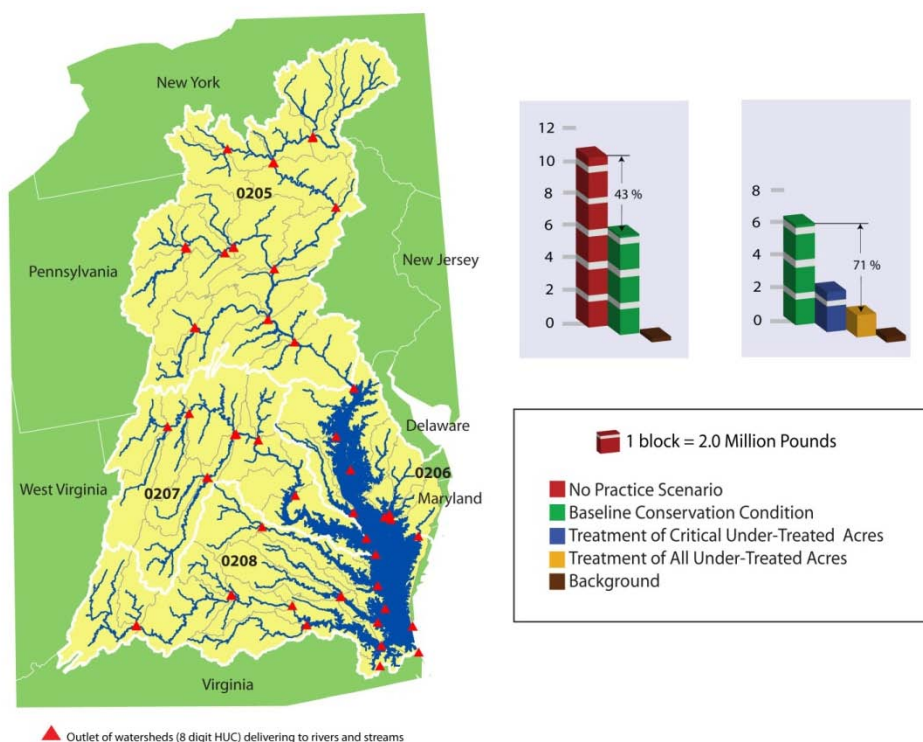 New York
0205
Pennsylvania
New Jersey
Delaware
0206
Maryland
West Virginia
0207
0208
Virginia
Outlet of watersheds (8 digit HUC) delivering to rivers and streams
12
10
8
6
4
2
0
43 %
8
6
4
2
0
71 %
1 block = 2.0 Million Pounds
No Practice Scenario
Baseline Conservation Condition
Treatment of Critical Under-Treated Acres
Treatment of All Under-Treated Acres
Background